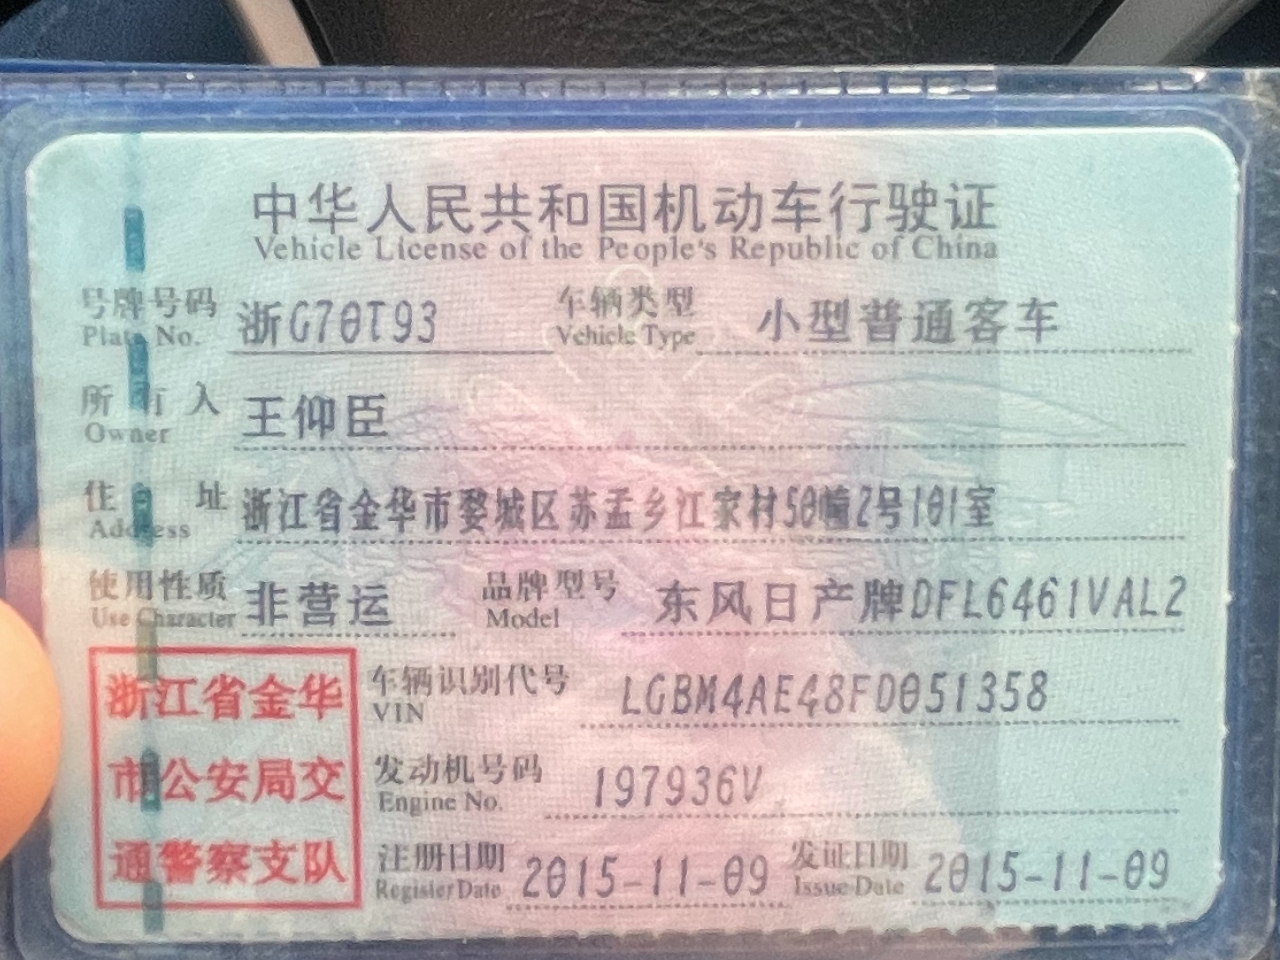 中华人民共和国机动车行驶证
Vehicle License of the People's Republic of China
号牌号码 浙G70T93 车辆类型 小型普通客车
Plate No. Vehicle Type
所有人 王仰臣
Owner
住址 浙江省金华市婺城区苏孟乡江家村50幢2号101室
Address
使用性质 非营运 品牌型号 东风日产牌DFL6461VAL2
Use Character Model
浙江省金华 车辆识别代号 LGBM4AE48FD051358
VIN
市公安局交 发动机号码 197936V
Engine No.
通警察支队 注册日期 2015-11-09 发证日期 2015-11-09
Register Date Issue Date